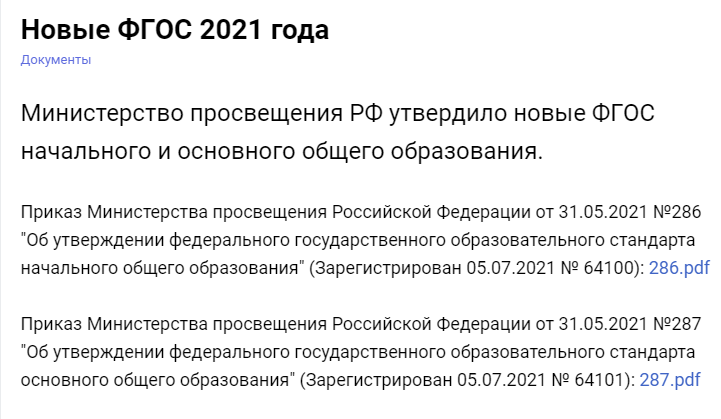 Новые ФГОС 2021 года
Документы
Министерство просвещения РФ утвердило новые ФГОС
начального и основного общего образования.
Приказ Министерства просвещения Российской Федерации от 31.05.2021 №286
"Об утверждении федерального государственного образовательного стандарта
начального общего образования" (Зарегистрирован 05.07.2021 № 64100): 286.pdf
Приказ Министерства просвещения Российской Федерации от 31.05.2021 №287
"Об утверждении федерального государственного образовательного стандарта
основного общего образования" (Зарегистрирован 05.07.2021 № 64101): 287.pdf